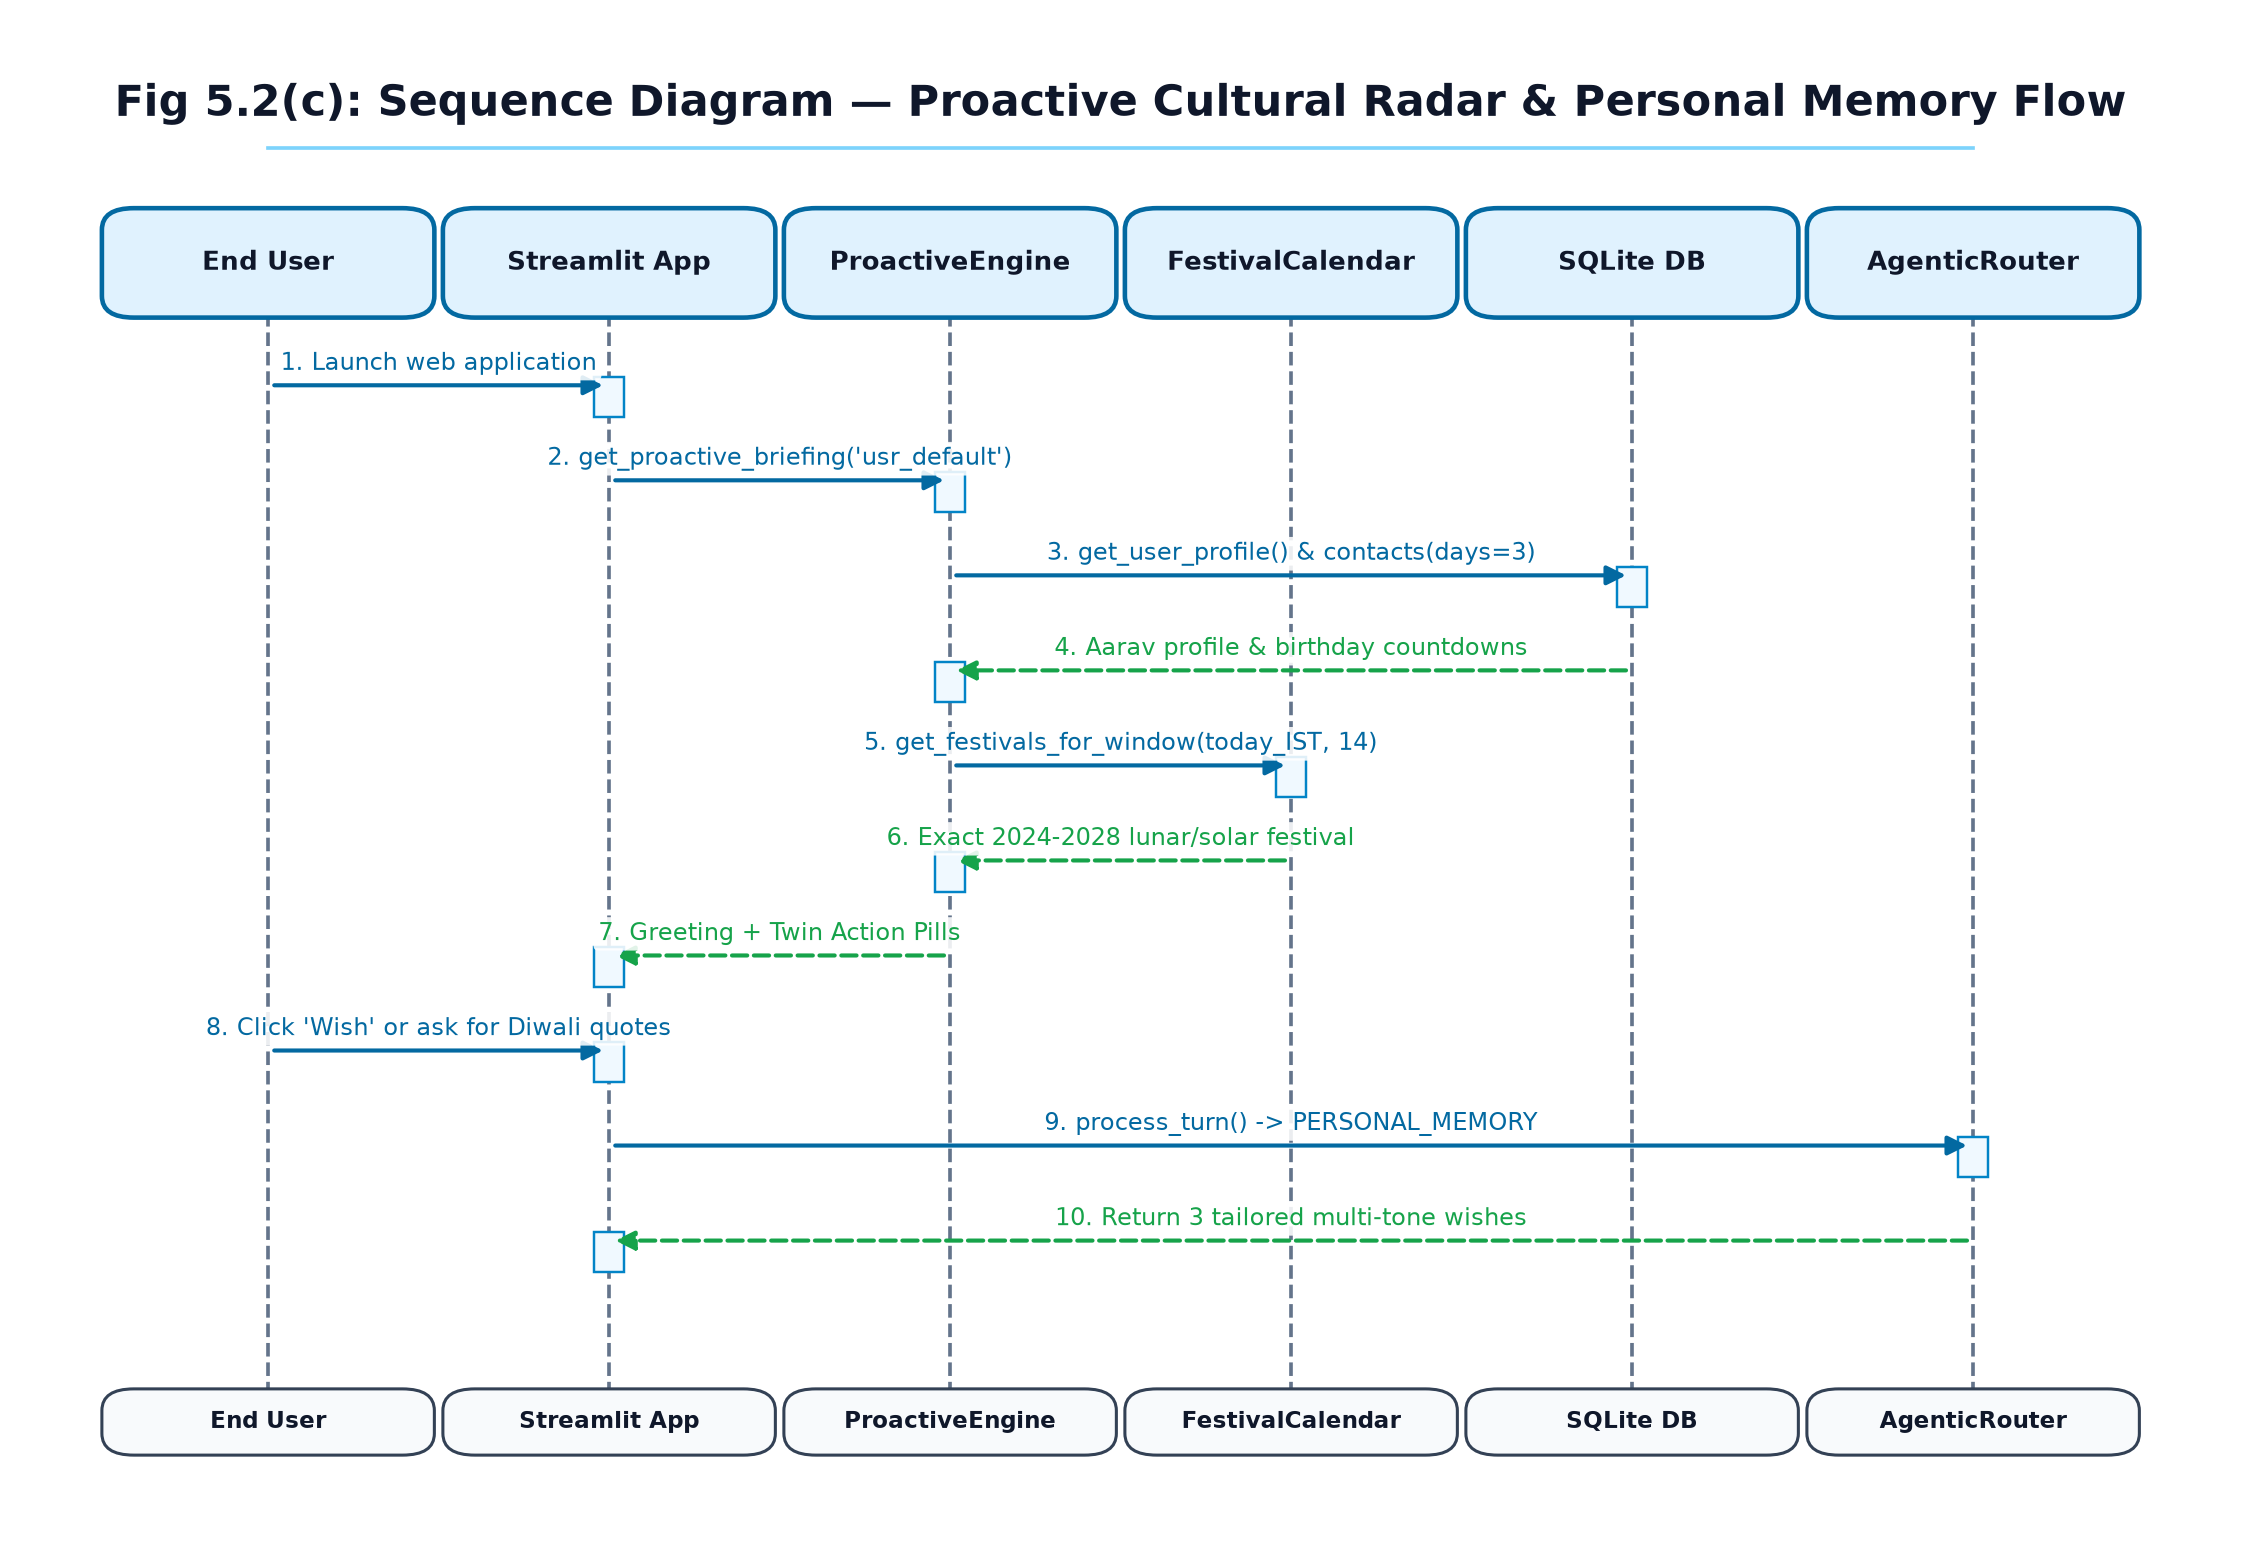 Fig 5.2(c): Sequence Diagram — Proactive Cultural Radar & Personal Memory Flow
End User
Streamlit App
ProactiveEngine
FestivalCalendar
SQLite DB
AgenticRouter
1. Launch web application
2. get_proactive_briefing('usr_default')
3. get_user_profile() & contacts(days=3)
4. Aarav profile & birthday countdowns
5. get_festivals_for_window(today_IST, 14)
6. Exact 2024-2028 lunar/solar festival
7. Greeting + Twin Action Pills
8. Click 'Wish' or ask for Diwali quotes
9. process_turn() -> PERSONAL_MEMORY
10. Return 3 tailored multi-tone wishes
End User
Streamlit App
ProactiveEngine
FestivalCalendar
SQLite DB
AgenticRouter